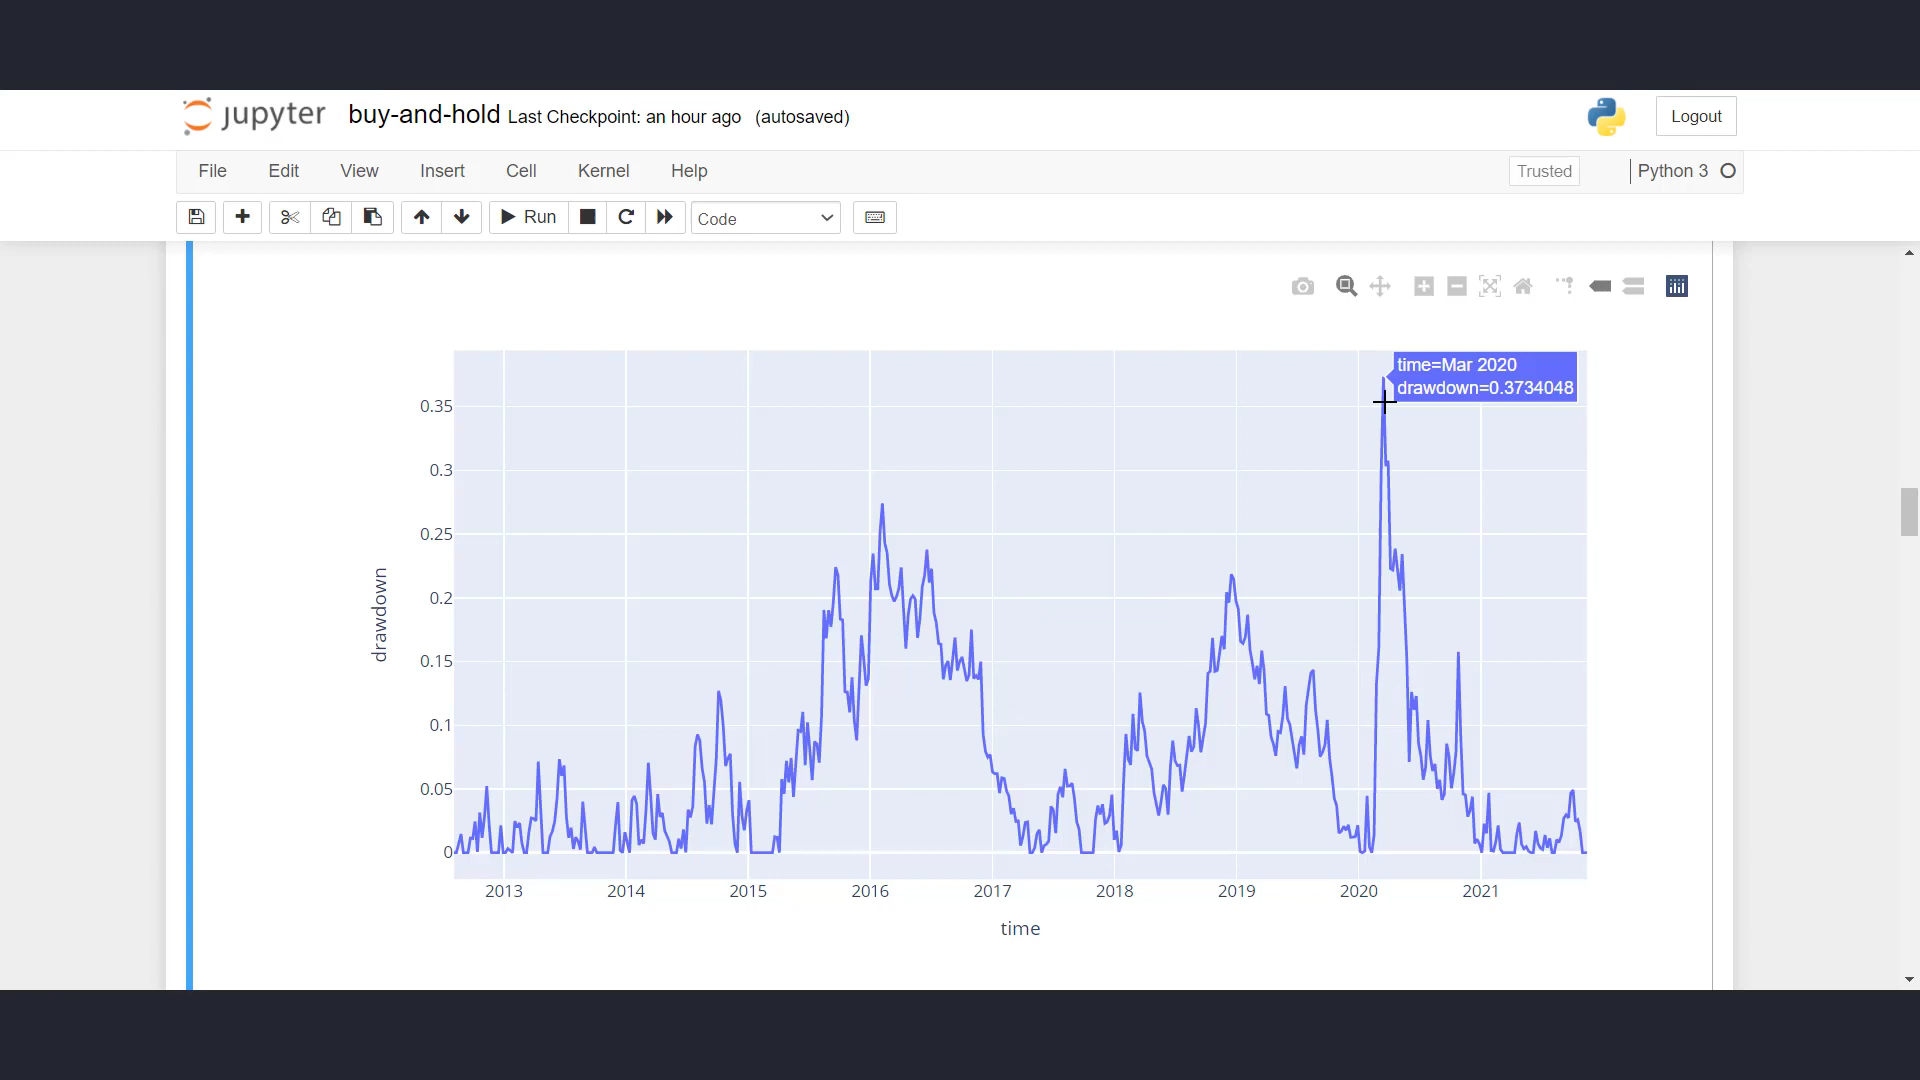 jupyter buy-and-hold Last Checkpoint: an hour ago (autosaved)
Logout
File Edit View Insert Cell Kernel Help
Trusted Python 3
Run Code
time=Mar 2020
drawdown=0.3734048
0.35
0.3
0.25
0.2
0.15
0.1
0.05
0
drawdown
2013 2014 2015 2016 2017 2018 2019 2020 2021
time